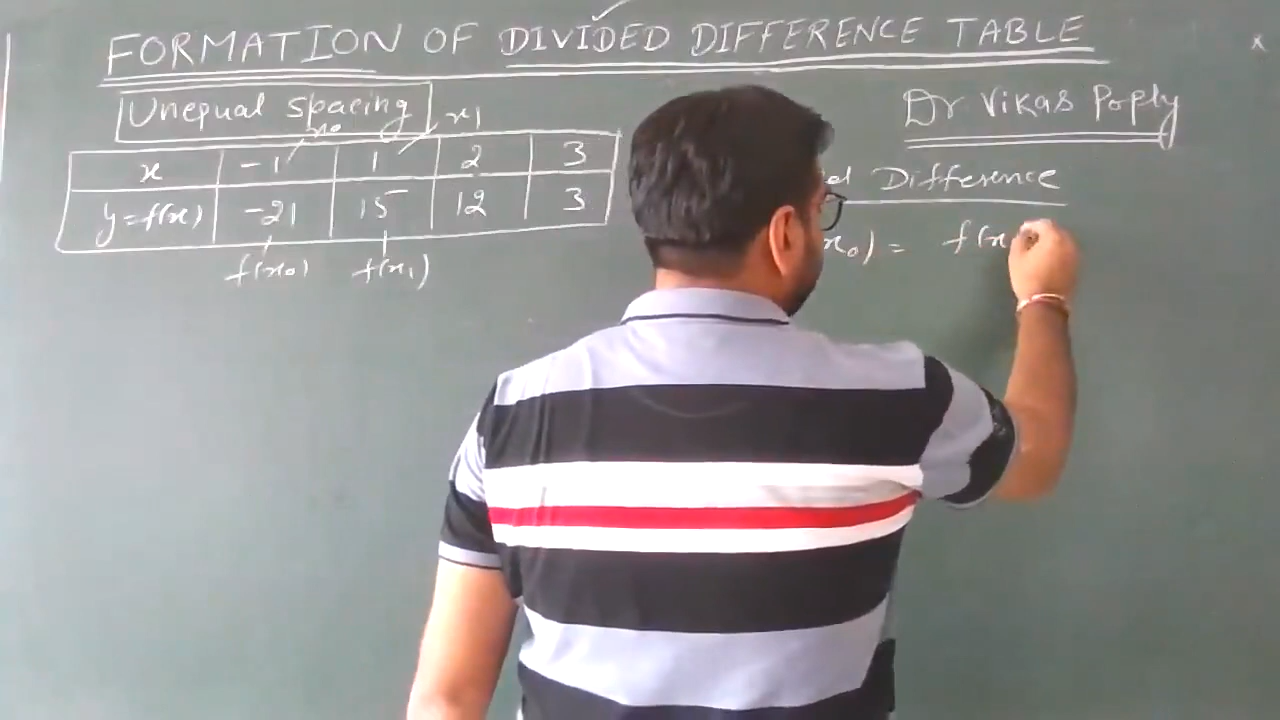 FORMATION OF DIVIDED DIFFERENCE TABLE
Unequal spacing
Dr Vikas Poply
x0 x1
x -1 1 2 3
y=f(x) -21 15 12 3
f(x0) f(x1)
Difference
x0) = f(x